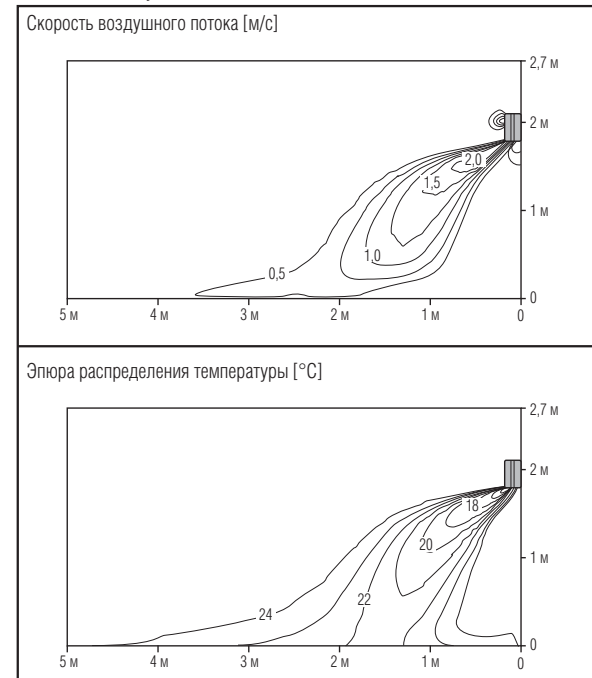 Скорость воздушного потока [м/с]
2,7 м
2 м
2,0
1,5
1 м
1,0
0,5
0
5 м 4 м 3 м 2 м 1 м 0
Эпюра распределения температуры [°C]
2,7 м
2 м
18
20
1 м
22
24
0
5 м 4 м 3 м 2 м 1 м 0